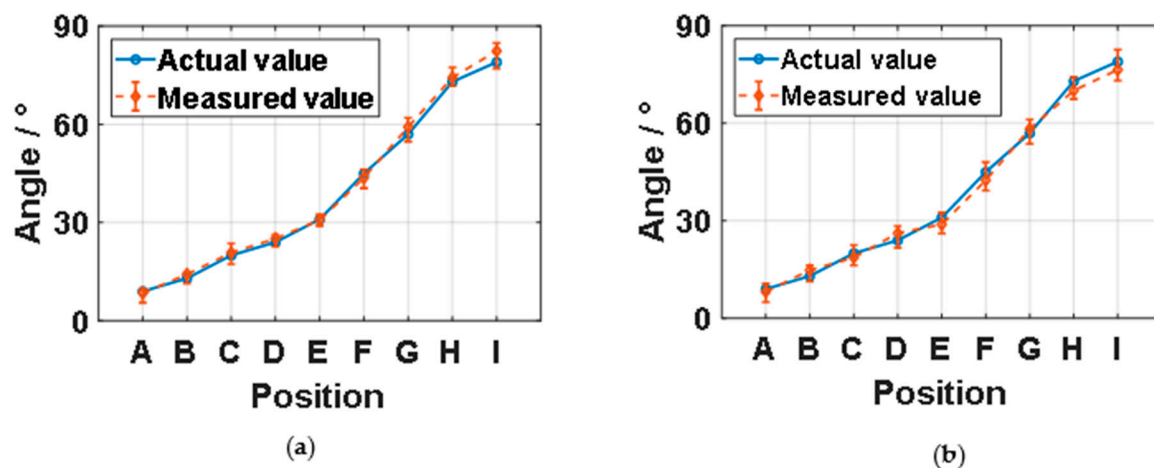 90
60
30
0
Angle / °
Actual value
Measured value
A B C D E F G H I
Position
(a)
90
60
30
0
Angle / °
Actual value
Measured value
A B C D E F G H I
Position
(b)